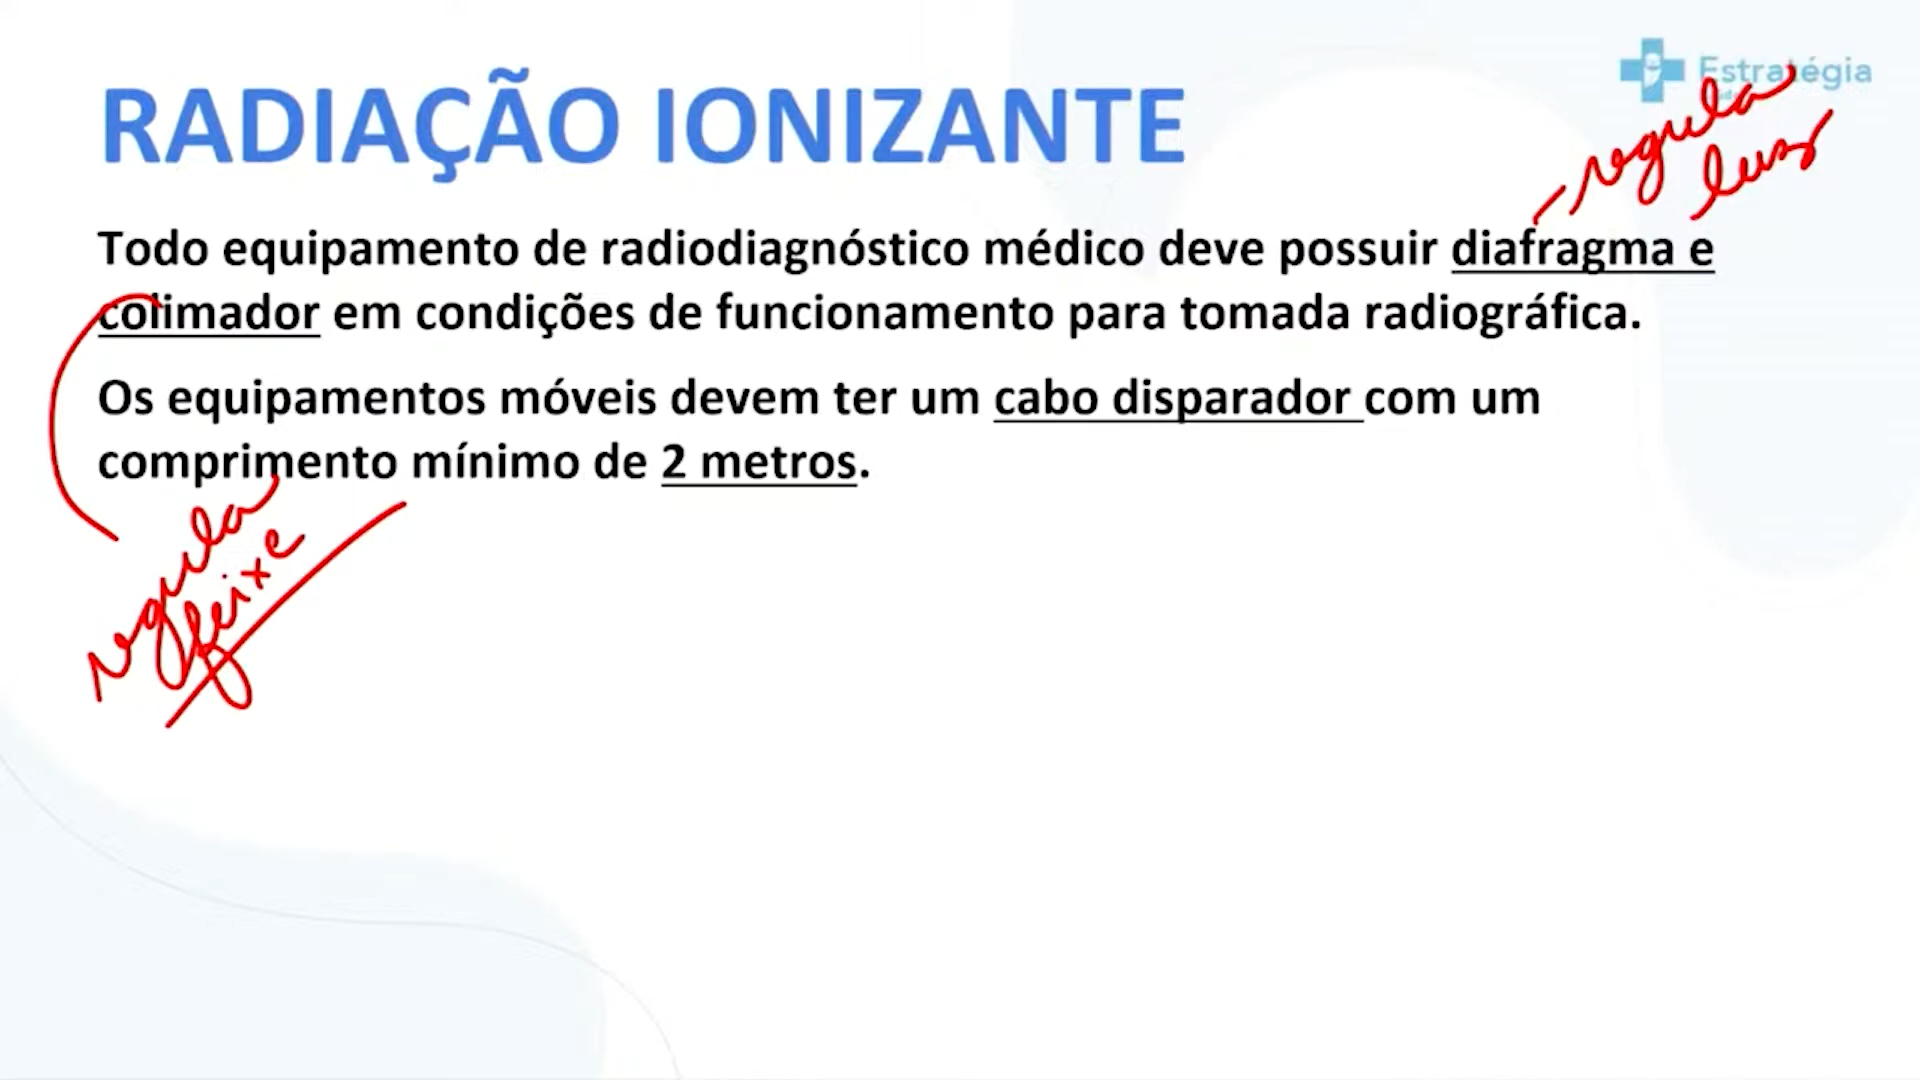 Estratégia
RADIAÇÃO IONIZANTE
regula
luz
Todo equipamento de radiodiagnóstico médico deve possuir diafragma e
colimador em condições de funcionamento para tomada radiográfica.
Os equipamentos móveis devem ter um cabo disparador com um
comprimento mínimo de 2 metros.
regula
feixe